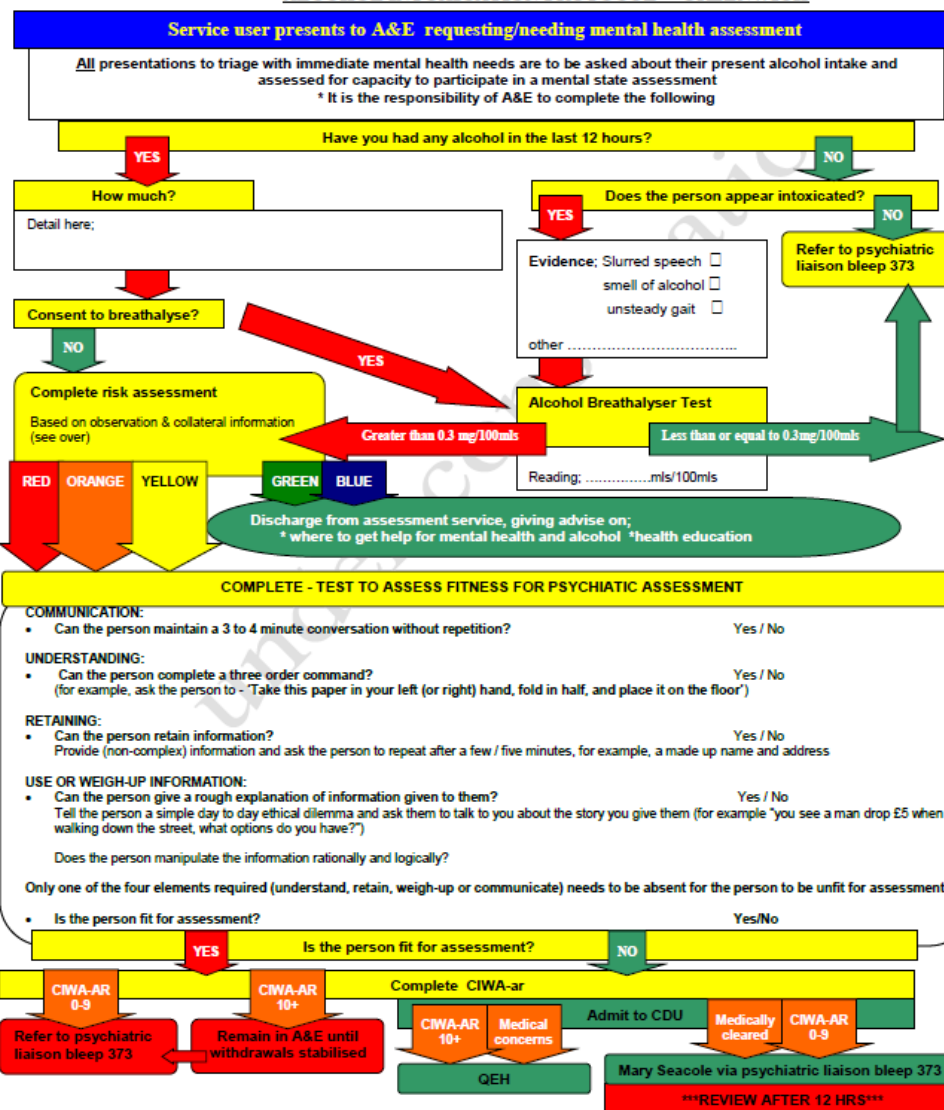 Service user presents to A&E requesting/needing mental health assessment
All presentations to triage with immediate mental health needs are to be asked about their present alcohol intake and
assessed for capacity to participate in a mental state assessment
* It is the responsibility of A&E to complete the following
Have you had any alcohol in the last 12 hours?
YES
NO
How much?
Does the person appear intoxicated?
Detail here;
YES
NO
Evidence; Slurred speech □
smell of alcohol □
unsteady gait □
other ……………………………...
Refer to psychiatric
liaison bleep 373
Consent to breathalyse?
NO
YES
Complete risk assessment
Based on observation & collateral information
(see over)
Alcohol Breathalyser Test
Greater than 0.3 mg/100mls
Less than or equal to 0.3mg/100mls
Reading; ……………mls/100mls
RED
ORANGE
YELLOW
GREEN
BLUE
Discharge from assessment service, giving advise on;
* where to get help for mental health and alcohol *health education
COMPLETE - TEST TO ASSESS FITNESS FOR PSYCHIATIC ASSESSMENT
COMMUNICATION:
• Can the person maintain a 3 to 4 minute conversation without repetition? Yes / No
UNDERSTANDING:
• Can the person complete a three order command? Yes / No
(for example, ask the person to - 'Take this paper in your left (or right) hand, fold in half, and place it on the floor')
RETAINING:
• Can the person retain information? Yes / No
Provide (non-complex) information and ask the person to repeat after a few / five minutes, for example, a made up name and address
USE OR WEIGH-UP INFORMATION:
• Can the person give a rough explanation of information given to them? Yes / No
Tell the person a simple day to day ethical dilemma and ask them to talk to you about the story you give them (for example "you see a man drop £5 when
walking down the street, what options do you have?")
Does the person manipulate the information rationally and logically?
Only one of the four elements required (understand, retain, weigh-up or communicate) needs to be absent for the person to be unfit for assessment
• Is the person fit for assessment? Yes/No
YES
Is the person fit for assessment?
NO
Complete CIWA-ar
CIWA-AR
0-9
CIWA-AR
10+
Refer to psychiatric
liaison bleep 373
Remain in A&E until
withdrawals stabilised
Admit to CDU
CIWA-AR
10+
Medical
concerns
Medically
cleared
CIWA-AR
0-9
QEH
Mary Seacole via psychiatric liaison bleep 373
***REVIEW AFTER 12 HRS***